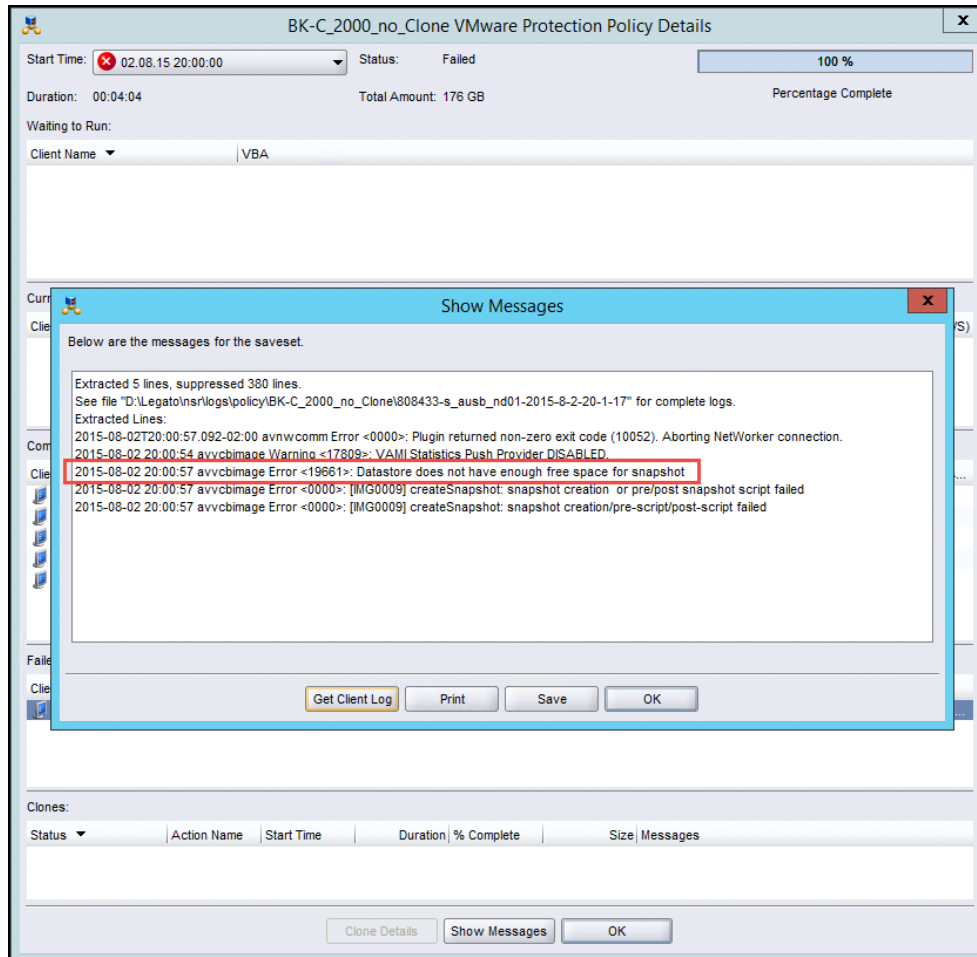 BK-C_2000_no_Clone VMware Protection Policy Details
x
Start Time: 02.08.15 20:00:00 Status: Failed 100 %
Duration: 00:04:04 Total Amount: 176 GB Percentage Complete
Waiting to Run:
Client Name VBA
Curr
Show Messages
x
Clie
/S)
Below are the messages for the saveset.
Extracted 5 lines, suppressed 380 lines.
See file "D:\Legato\nsr\logs\policy\BK-C_2000_no_Clone\808433-s_ausb_nd01-2015-8-2-20-1-17" for complete logs.
Extracted Lines:
2015-08-02T20:00:57.092-02:00 avnwcomm Error <0000>: Plugin returned non-zero exit code (10052). Aborting NetWorker connection.
Com
2015-08-02 20:00:54 avvcbimage Warning <17809>: VAMI Statistics Push Provider DISABLED.
Clie
2015-08-02 20:00:57 avvcbimage Error <19661>: Datastore does not have enough free space for snapshot
...
2015-08-02 20:00:57 avvcbimage Error <0000>: [IMG0009] createSnapshot: snapshot creation or pre/post snapshot script failed
2015-08-02 20:00:57 avvcbimage Error <0000>: [IMG0009] createSnapshot: snapshot creation/pre-script/post-script failed
Faile
Clie
Get Client Log Print Save OK
...
Clones:
Status Action Name Start Time Duration % Complete Size Messages
Clone Details Show Messages OK